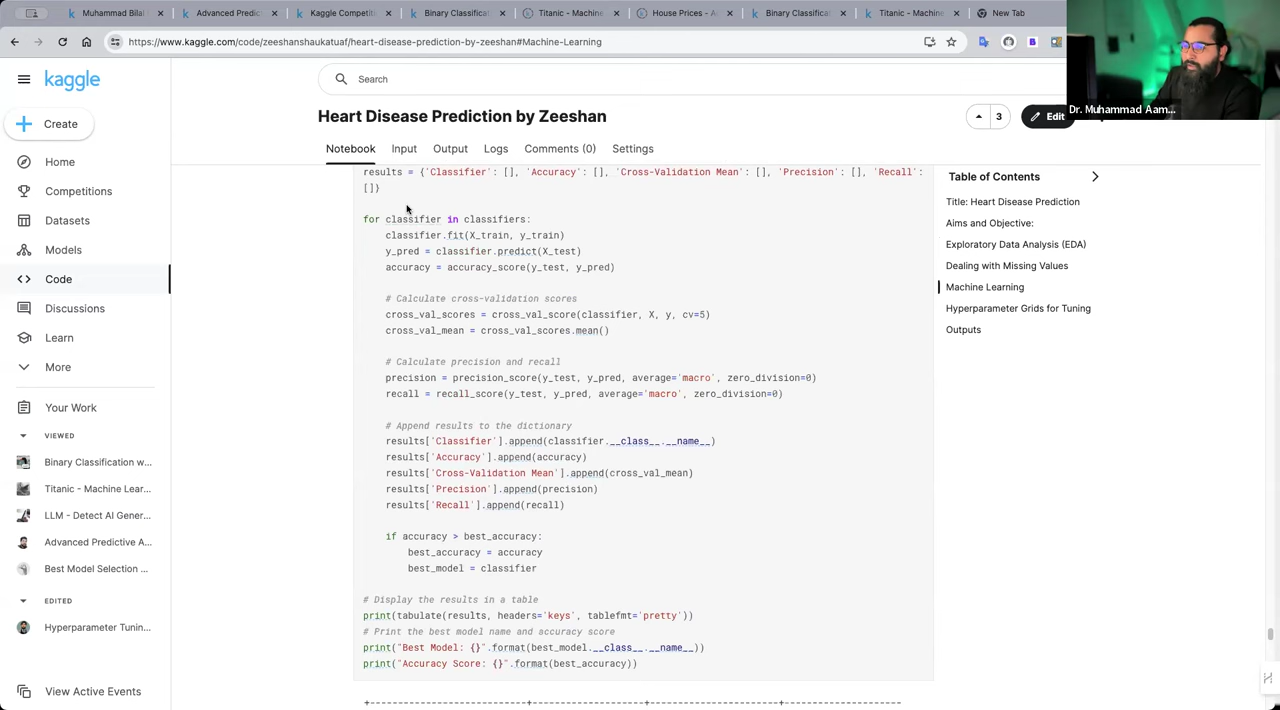 Muhammad Bilal
Advanced Predic
Kaggle Competiti
Binary Classificat
Titanic - Machine
House Prices - A
Binary Classifica
Titanic - Machine
New Tab
https://www.kaggle.com/code/zeeshanshaukatuaf/heart-disease-prediction-by-zeeshan#Machine-Learning
kaggle
Search
Dr. Muhammad Aam...
Create
Heart Disease Prediction by Zeeshan
3
Edit
Notebook
Input
Output
Logs
Comments (0)
Settings
Home
Competitions
Datasets
Models
Code
Discussions
Learn
More
Your Work
VIEWED
Binary Classification w...
Titanic - Machine Lear...
LLM - Detect AI Gener...
Advanced Predictive A...
Best Model Selection ...
EDITED
Hyperparameter Tunin...
View Active Events
results = {'Classifier': [], 'Accuracy': [], 'Cross-Validation Mean': [], 'Precision': [], 'Recall':
[]}
for classifier in classifiers:
classifier.fit(X_train, y_train)
y_pred = classifier.predict(X_test)
accuracy = accuracy_score(y_test, y_pred)
# Calculate cross-validation scores
cross_val_scores = cross_val_score(classifier, X, y, cv=5)
cross_val_mean = cross_val_scores.mean()
# Calculate precision and recall
precision = precision_score(y_test, y_pred, average='macro', zero_division=0)
recall = recall_score(y_test, y_pred, average='macro', zero_division=0)
# Append results to the dictionary
results['Classifier'].append(classifier.__class__.__name__)
results['Accuracy'].append(accuracy)
results['Cross-Validation Mean'].append(cross_val_mean)
results['Precision'].append(precision)
results['Recall'].append(recall)
if accuracy > best_accuracy:
best_accuracy = accuracy
best_model = classifier
# Display the results in a table
print(tabulate(results, headers='keys', tablefmt='pretty'))
# Print the best model name and accuracy score
print("Best Model: {}".format(best_model.__class__.__name__))
print("Accuracy Score: {}".format(best_accuracy))
Table of Contents
Title: Heart Disease Prediction
Aims and Objective:
Exploratory Data Analysis (EDA)
Dealing with Missing Values
Machine Learning
Hyperparameter Grids for Tuning
Outputs